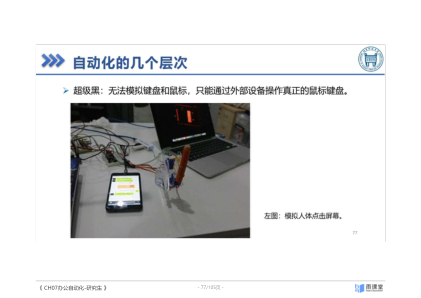 自动化的几个层次
超级黑：无法模拟键盘和鼠标，只能通过外部设备操作真正的鼠标键盘。
左图：模拟人体点击屏幕。
77
《CH07办公自动化-研究生》
雨课堂